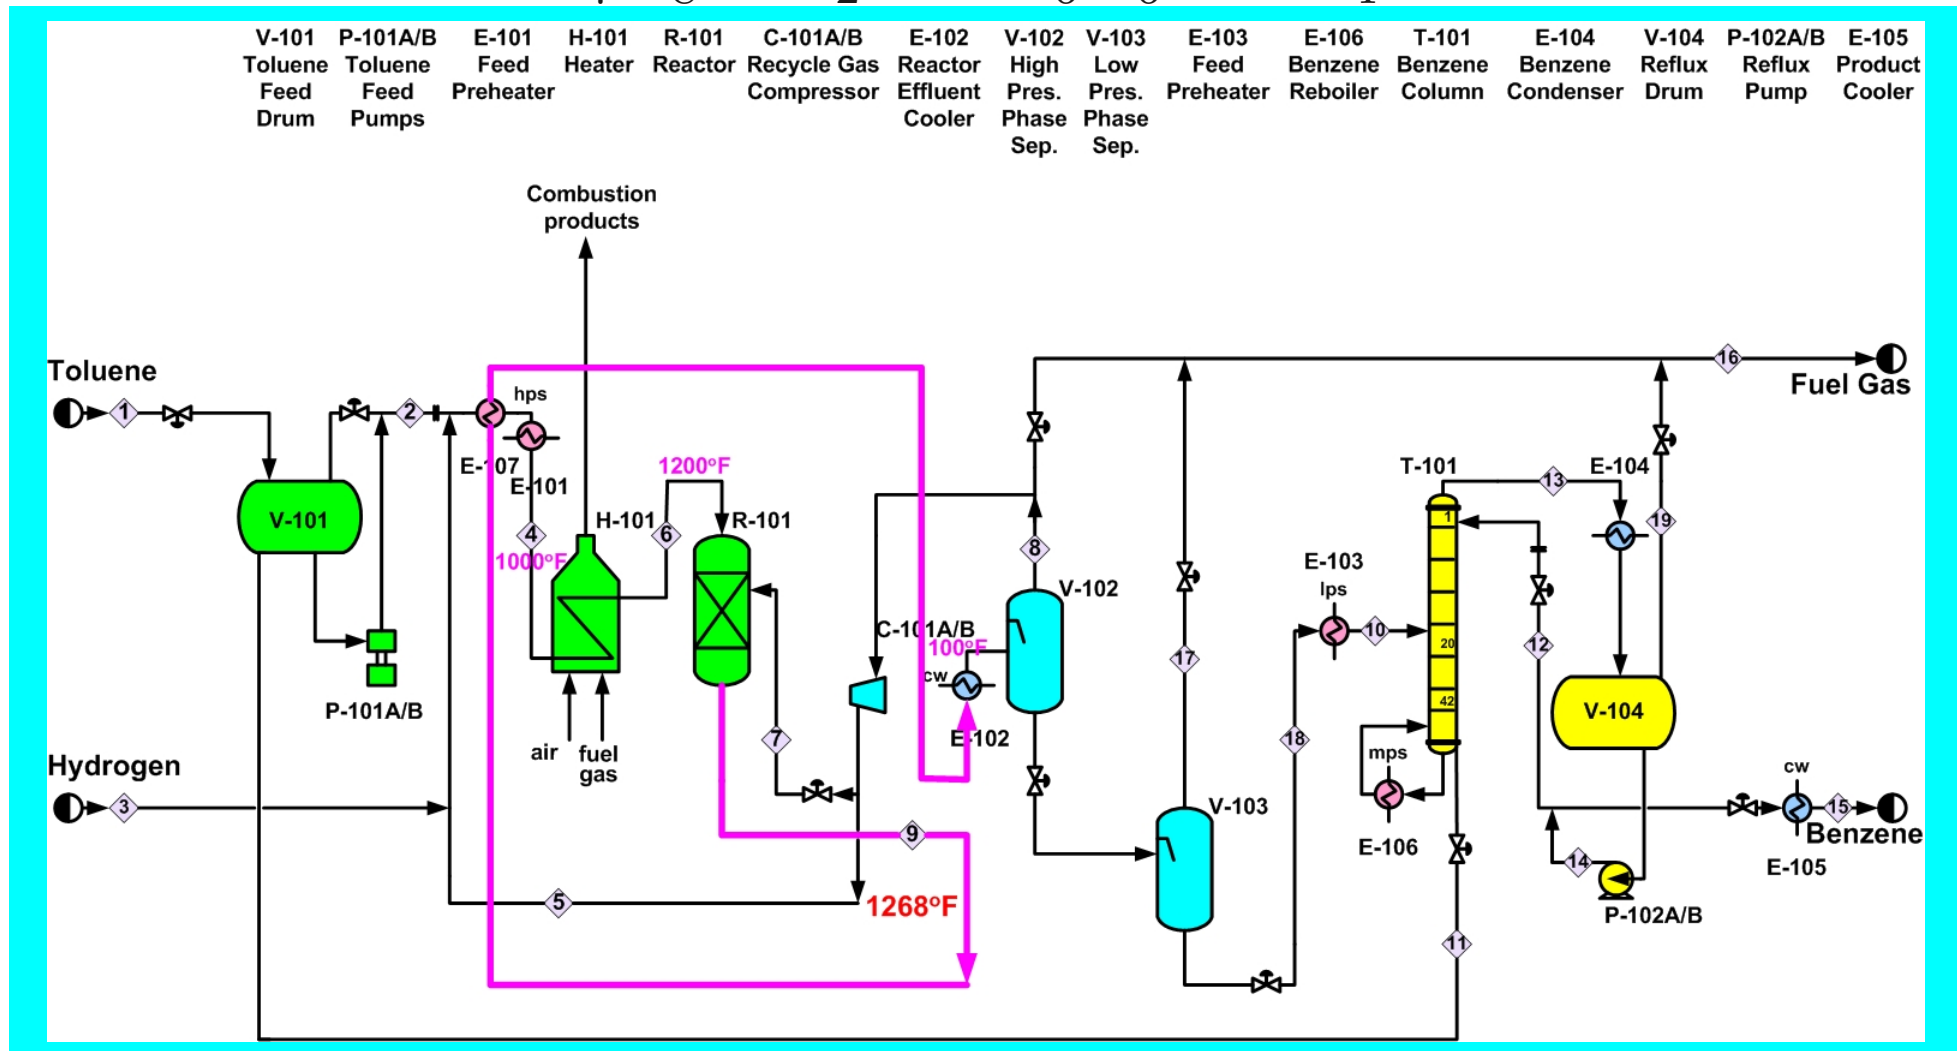 V-101 P-101A/B E-101 H-101 R-101 C-101A/B E-102 V-102 V-103 E-103 E-106 T-101 E-104 V-104 P-102A/B E-105
Toluene Toluene Feed Heater Reactor Recycle Gas Reactor High Low Feed Benzene Benzene Benzene Reflux Reflux Product
Feed Feed Preheater Compressor Effluent Pres. Pres. Preheater Reboiler Column Condenser Drum Pump Cooler
Drum Pumps Cooler Phase Phase
Sep. Sep.
Combustion
products
Toluene
1
2
hps
E-107
E-101
V-101
P-101A/B
4
1000°F
H-101
air
fuel
gas
1200°F
6
R-101
7
9
5
1268°F
Hydrogen
3
C-101A/B
100°F
cw
E-102
8
V-102
17
V-103
18
E-103
lps
10
T-101
1
20
42
mps
E-106
11
13
E-104
12
19
V-104
14
P-102A/B
16
Fuel Gas
cw
15
Benzene
E-105